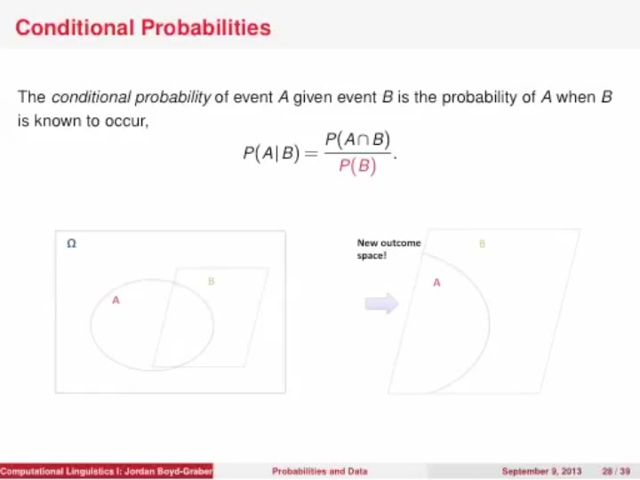 Conditional Probabilities
The conditional probability of event A given event B is the probability of A when B
is known to occur,
P(A|B) = P(A∩B) / P(B).
Ω
B
A
New outcome
space!
B
A
Computational Linguistics I: Jordan Boyd-Graber Probabilities and Data September 9, 2013 28 / 39